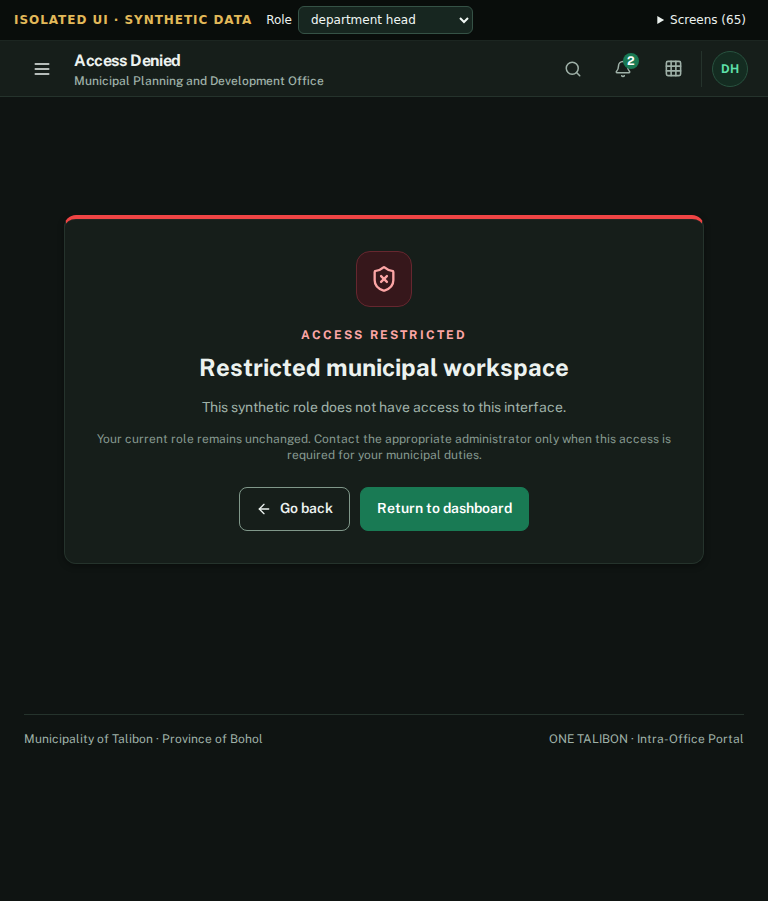 ISOLATED UI · SYNTHETIC DATA Role department head Screens (65)
Access Denied
Municipal Planning and Development Office
2
DH
ACCESS RESTRICTED
Restricted municipal workspace
This synthetic role does not have access to this interface.
Your current role remains unchanged. Contact the appropriate administrator only when this access is
required for your municipal duties.
Go back Return to dashboard
Municipality of Talibon · Province of Bohol ONE TALIBON · Intra-Office Portal